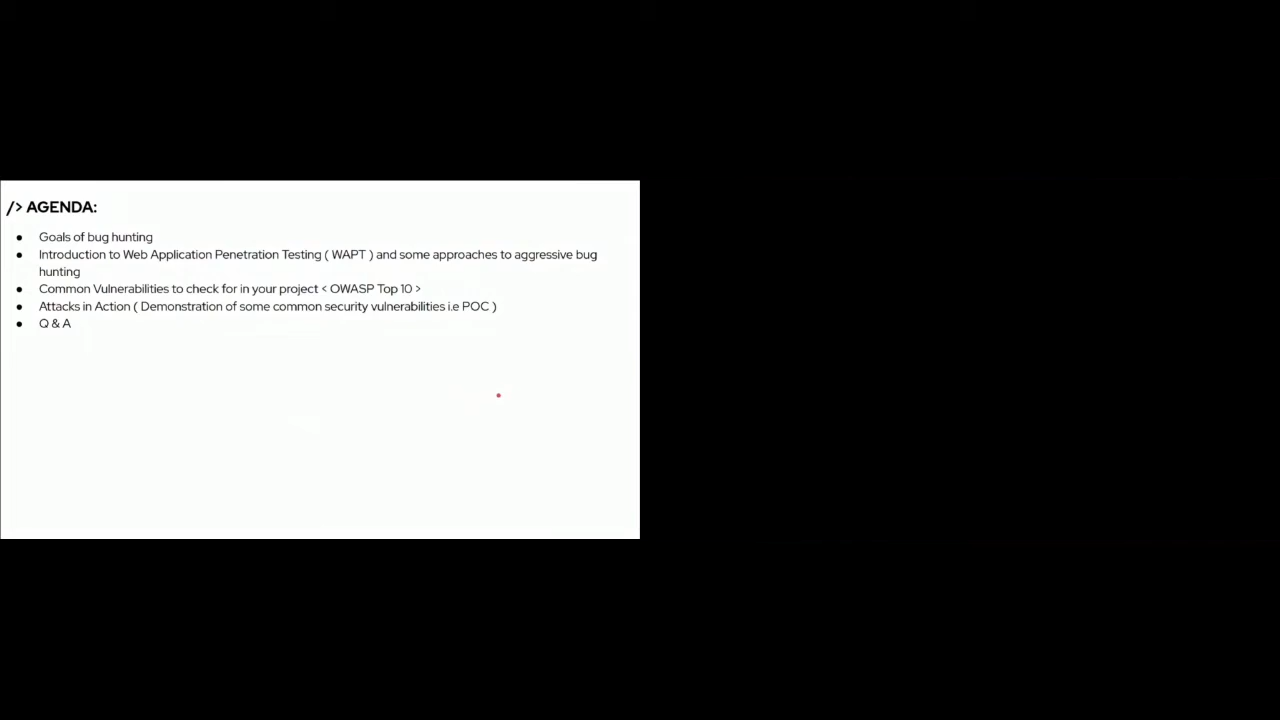 /> AGENDA:
● Goals of bug hunting
● Introduction to Web Application Penetration Testing ( WAPT ) and some approaches to aggressive bug
hunting
● Common Vulnerabilities to check for in your project < OWASP Top 10 >
● Attacks in Action ( Demonstration of some common security vulnerabilities i.e POC )
● Q & A